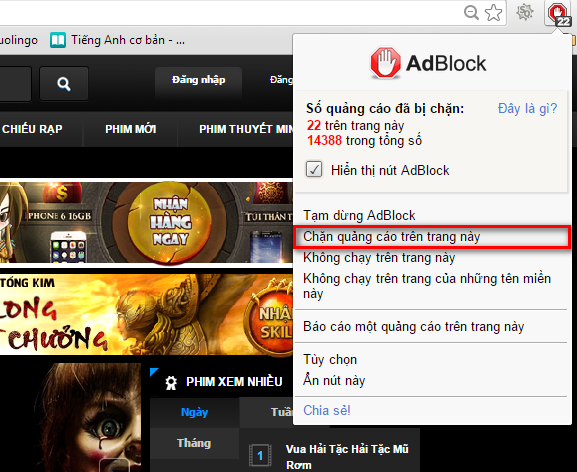 22
uolingo
Tiếng Anh cơ bản - ...
AdBlock
Số quảng cáo đã bị chặn:
Đây là gì?
22 trên trang này
14388 trong tổng số
Hiển thị nút AdBlock
Tạm dừng AdBlock
Chặn quảng cáo trên trang này
Không chạy trên trang này
Không chạy trên trang của những tên miền
này
Báo cáo một quảng cáo trên trang này
Tùy chọn
Ẩn nút này
Chia sẻ!
Đăng nhập
Đăng
CHIẾU RẠP
PHIM MỚI
PHIM THUYẾT MIN
PHONE 6 16GB
NHẬN
HÀNG
NGAY
TÚI THẦN T
TỐNG KIM
LONG
CHƯỞNG
NHẬ
SKIL
PHIM XEM NHIỀU
Ngày
Tuần
Tháng
1
Vua Hải Tặc Hải Tặc Mũ
Rơm